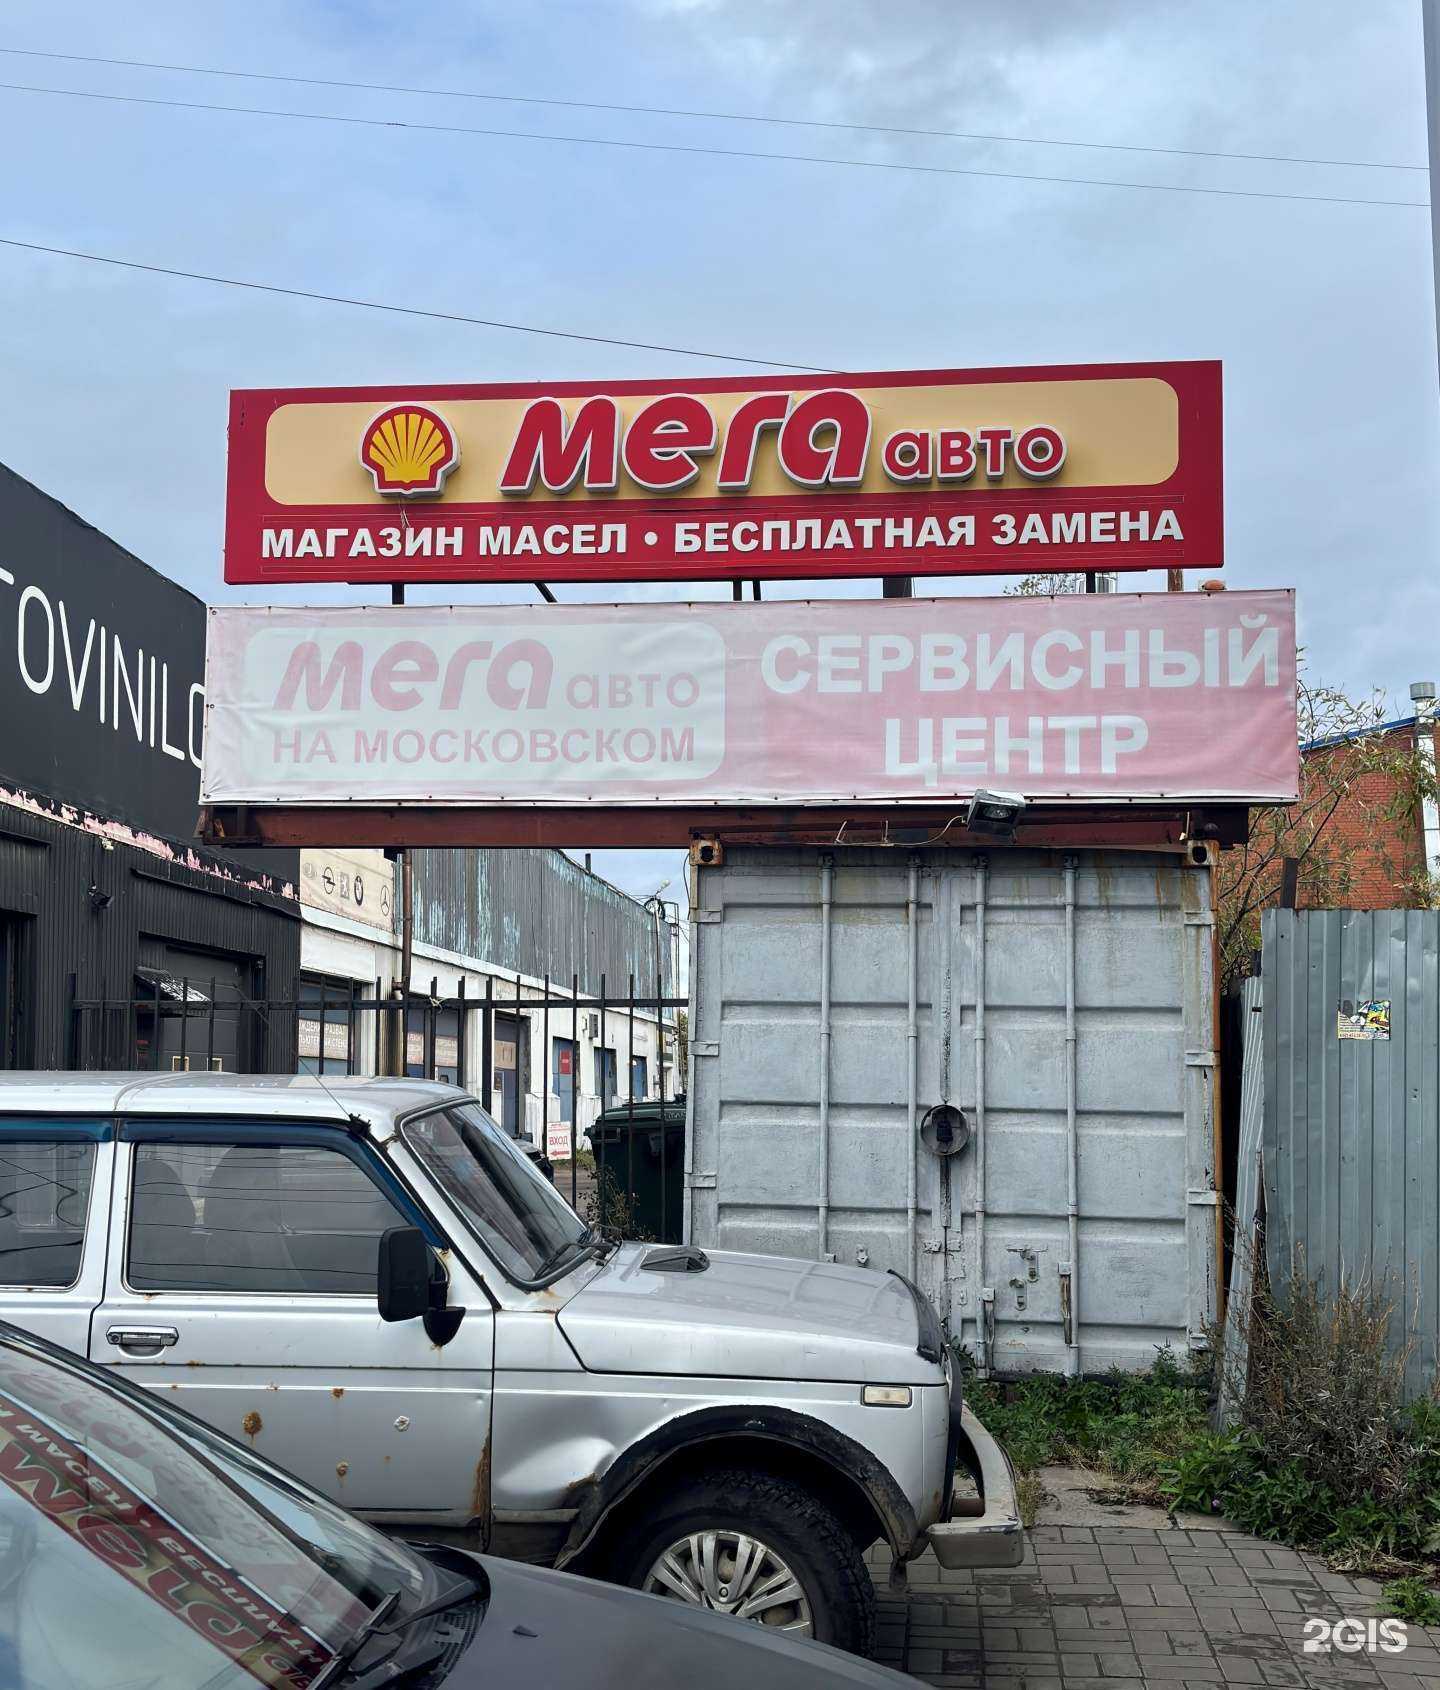 мега авто
МАГАЗИН МАСЕЛ • БЕСПЛАТНАЯ ЗАМЕНА
мега авто
НА МОСКОВСКОМ
СЕРВИСНЫЙ
ЦЕНТР
TOVINIL
ВХОД
2GIS